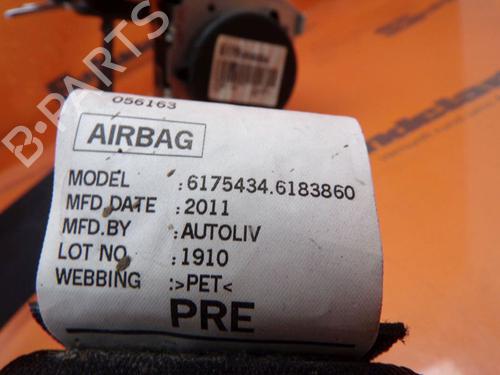 B-PARTS
056163
AIRBAG
MODEL :6175434.6183860
MFD.DATE :2011
MFD.BY :AUTOLIV
LOT NO. :1910
WEBBING :>PET<
PRE